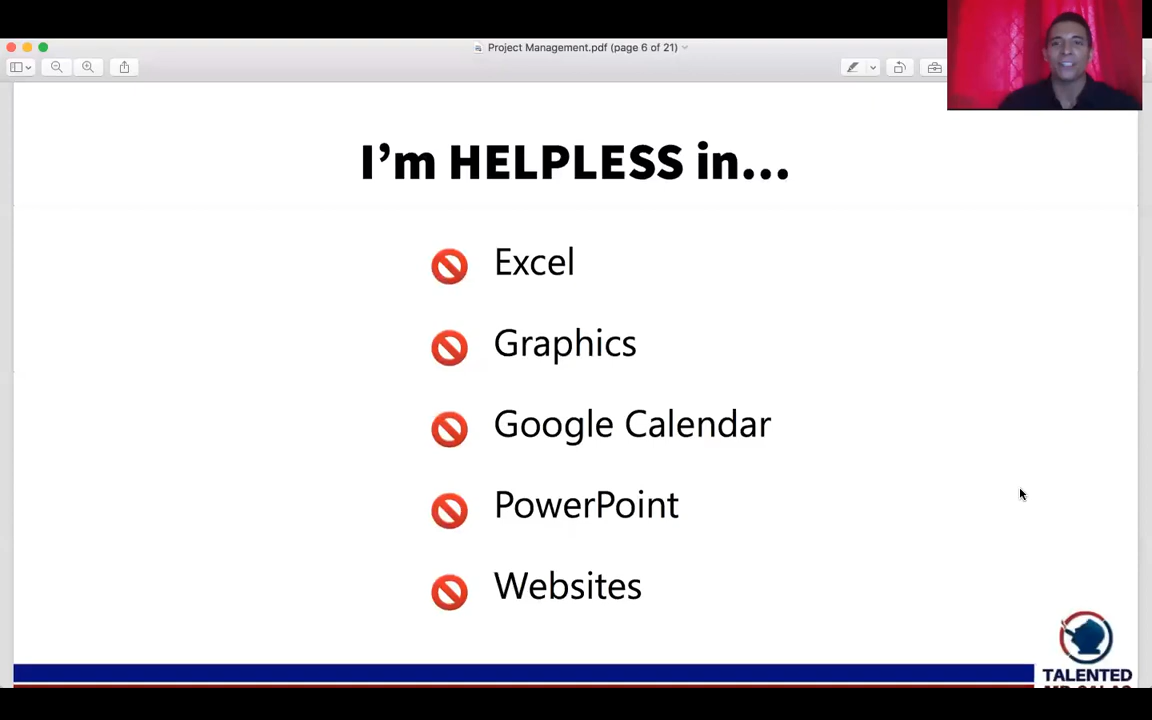 Project Management.pdf (page 6 of 21)
I'm HELPLESS in...
Excel
Graphics
Google Calendar
PowerPoint
Websites
TALENTED